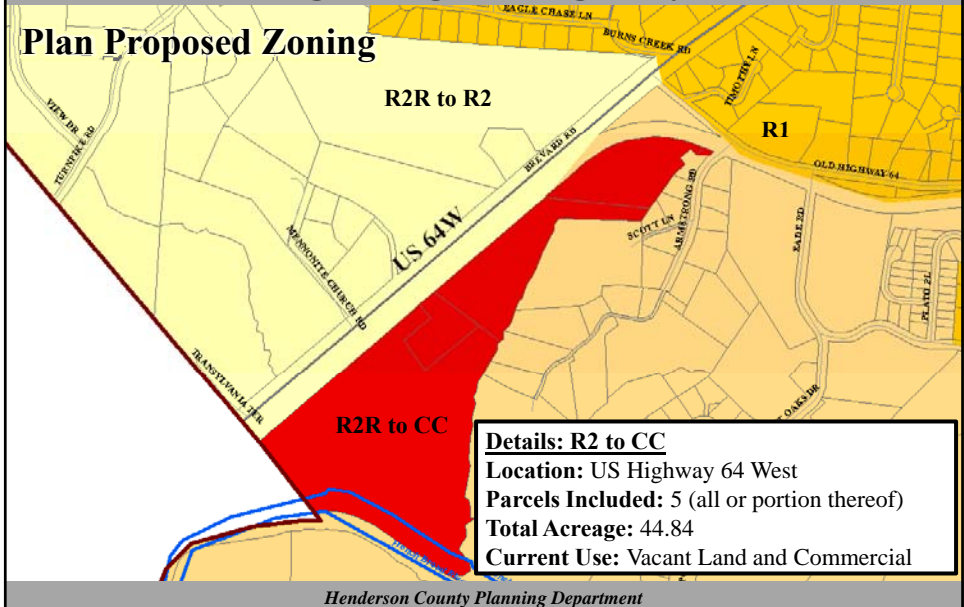 EAGLE CHASE LN
BURNS CREEK RD
Plan Proposed Zoning
TIMOTHY LN
R2R to R2
VIEW DR
TURNPIKE RD
BREVARD RD
R1
OLD HIGHWAY 64
ARMSTRONG RD
SCOTT LN
EADE RD
MENNONITE CHURCH RD
US 64W
PLATO PL
TRANSYLVANIA TER
OAKS DR
R2R to CC
Details: R2 to CC
Location: US Highway 64 West
Parcels Included: 5 (all or portion thereof)
Total Acreage: 44.84
Current Use: Vacant Land and Commercial
Henderson County Planning Department